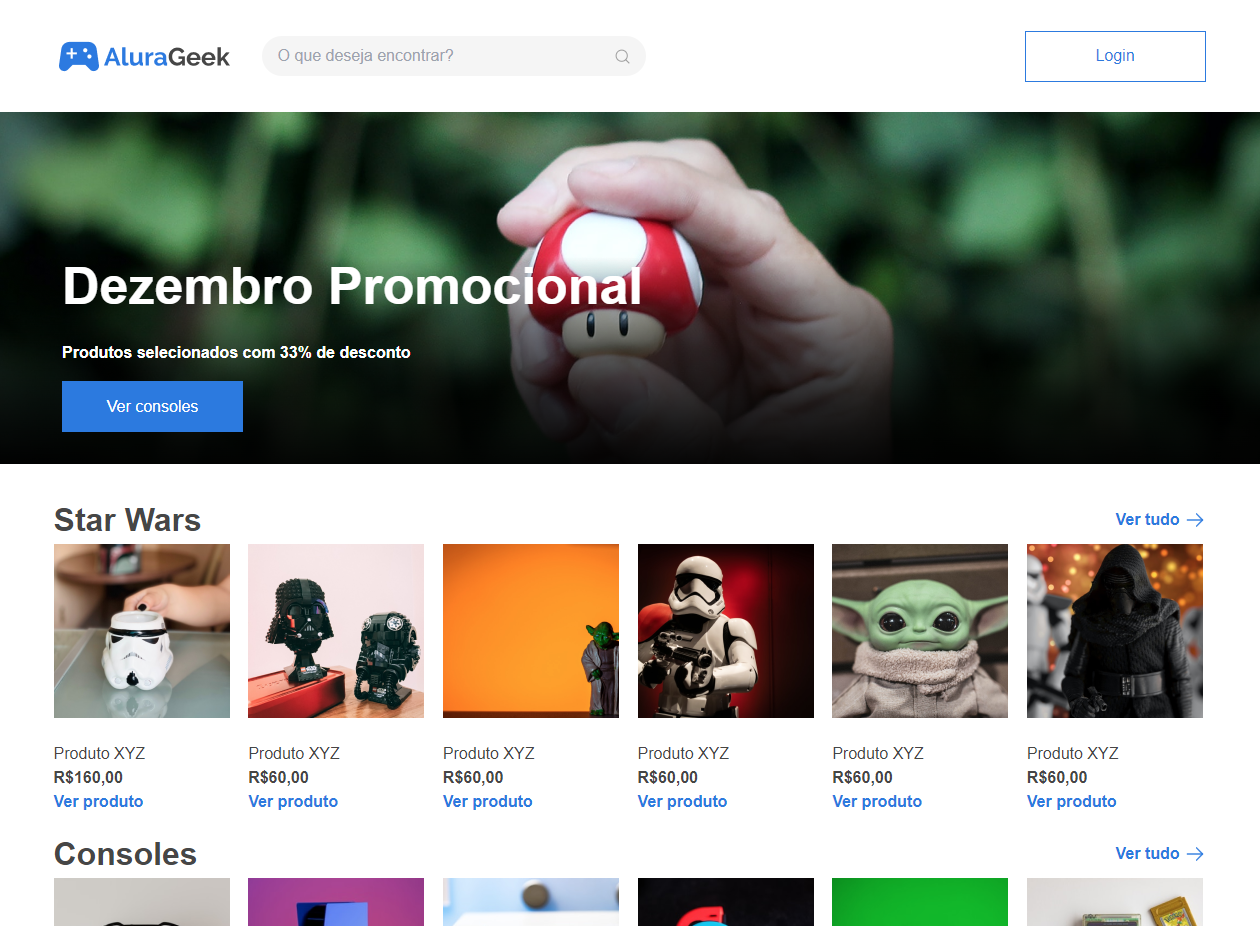 AluraGeek
O que deseja encontrar?
Login
Dezembro Promocional
Produtos selecionados com 33% de desconto
Ver consoles
Star Wars
Ver tudo
Produto XYZ
R$160,00
Ver produto
Produto XYZ
R$60,00
Ver produto
Produto XYZ
R$60,00
Ver produto
Produto XYZ
R$60,00
Ver produto
Produto XYZ
R$60,00
Ver produto
Produto XYZ
R$60,00
Ver produto
Consoles
Ver tudo